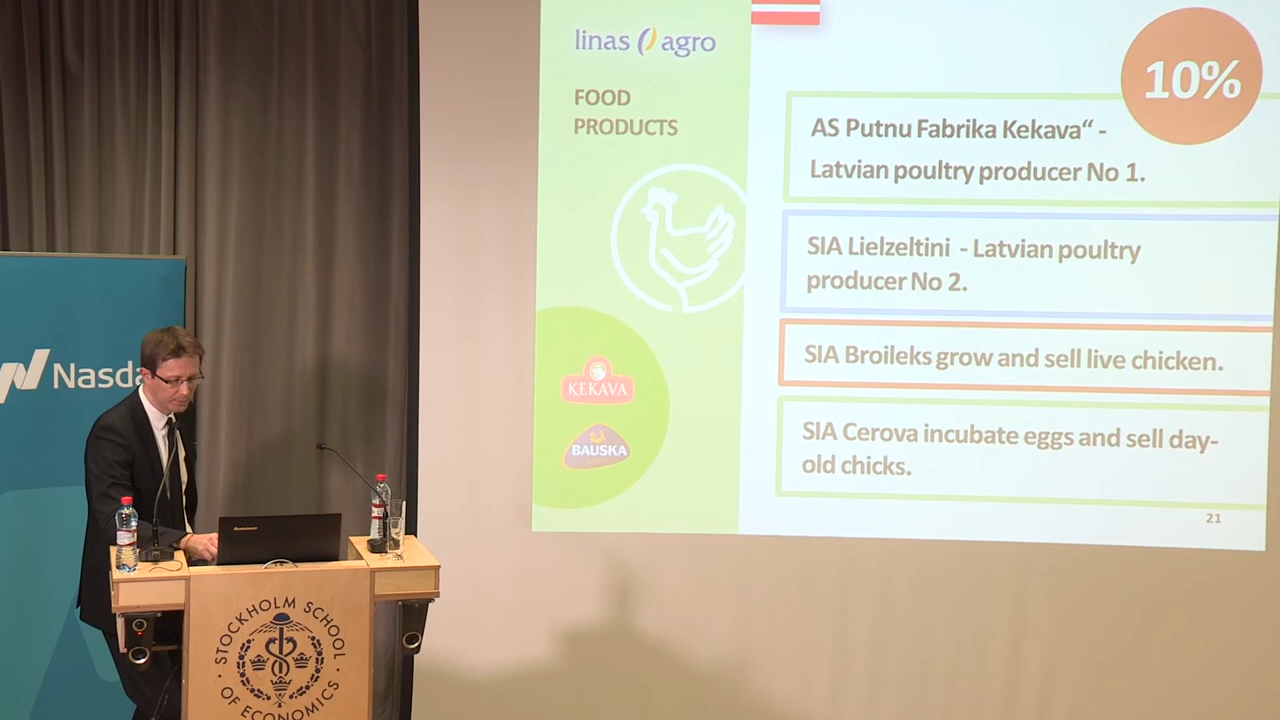 linas agro
FOOD
PRODUCTS
10%
AS Putnu Fabrika Kekava“ -
Latvian poultry producer No 1.
SIA Lielzeltini - Latvian poultry
producer No 2.
SIA Broileks grow and sell live chicken.
SIA Cerova incubate eggs and sell day-
old chicks.
KEKAVA
BAUSKA
21
Nasda
lenovo
STOCKHOLM SCHOOL
OF ECONOMICS